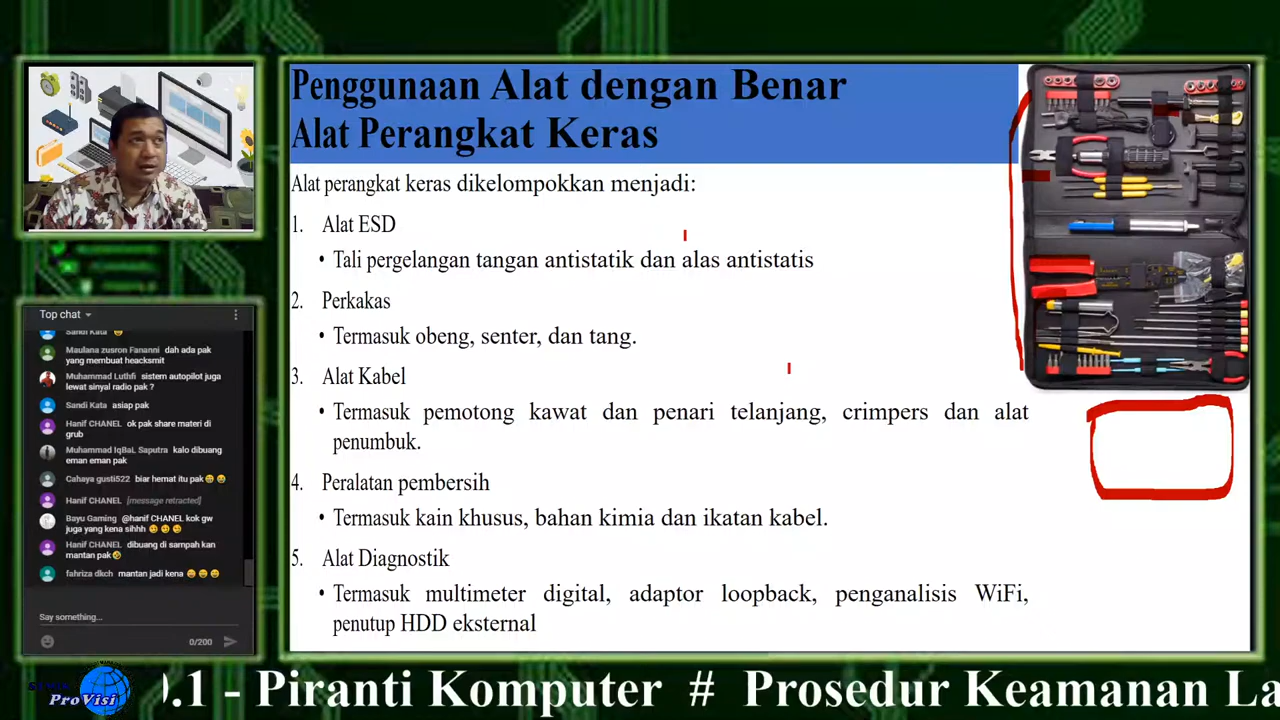 Penggunaan Alat dengan Benar
Alat Perangkat Keras
Alat perangkat keras dikelompokkan menjadi:
1. Alat ESD
• Tali pergelangan tangan antistatik dan alas antistatis
2. Perkakas
• Termasuk obeng, senter, dan tang.
3. Alat Kabel
• Termasuk pemotong kawat dan penari telanjang, crimpers dan alat
penumbuk.
4. Peralatan pembersih
• Termasuk kain khusus, bahan kimia dan ikatan kabel.
5. Alat Diagnostik
• Termasuk multimeter digital, adaptor loopback, penganalisis WiFi,
penutup HDD eksternal
Top chat
Sandi Kata
Maulana zusron Fananni dah ada pak
yang membuat heacksmit
Muhammad Luthfi sistem autopilot juga
lewat sinyal radio pak ?
Sandi Kata asiap pak
Hanif CHANEL ok pak share materi di
grub
Muhammad IqBaL Saputra kalo dibuang
eman eman pak
Cahaya gusti522 biar hemat itu pak
Hanif CHANEL [message retracted]
Bayu Gaming @hanif CHANEL kok gw
juga yang kena sihhh
Hanif CHANEL dibuang di sampah kan
mantan pak
fahriza dkch mantan jadi kena
Say something...
0/200
ProVisi
.1 - Piranti Komputer # Prosedur Keamanan La